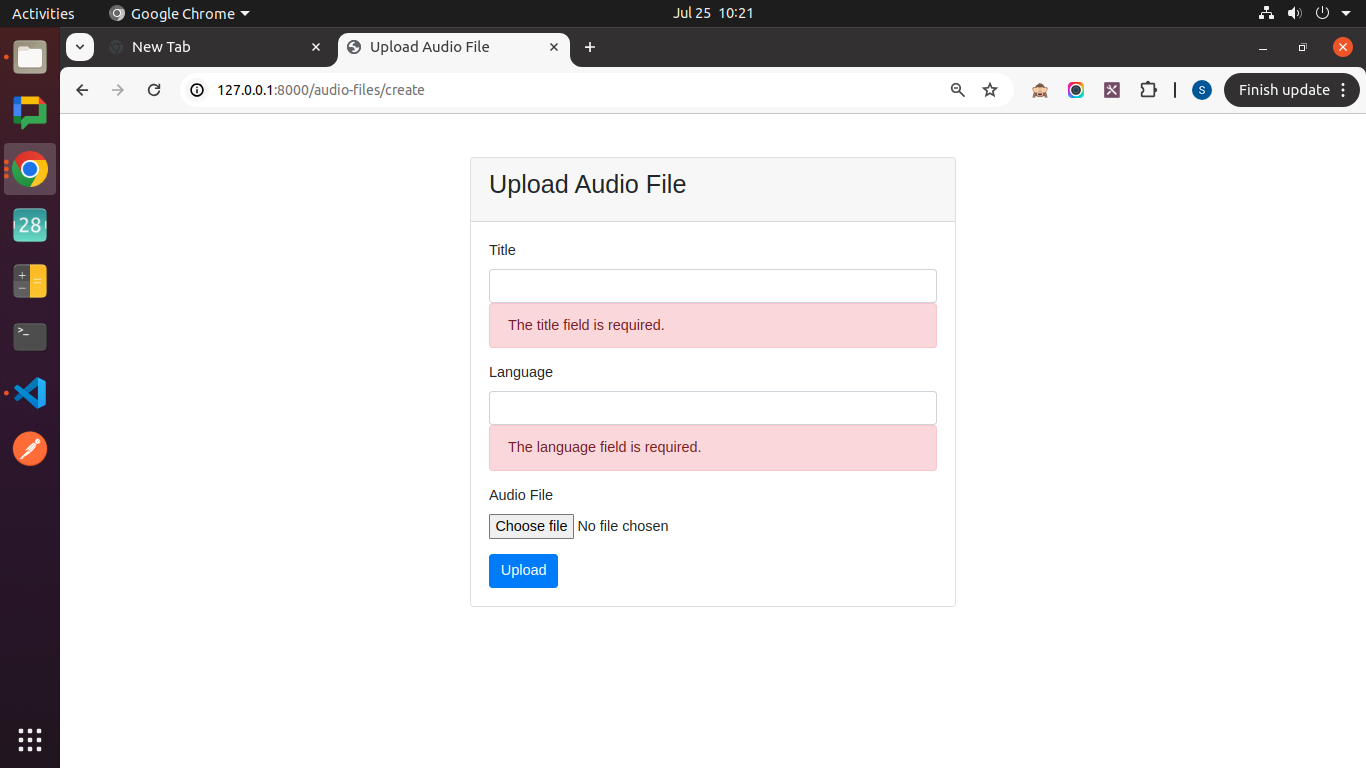 Activities Google Chrome Jul 25 10:21
New Tab Upload Audio File
127.0.0.1:8000/audio-files/create S Finish update
28
Upload Audio File
Title
The title field is required.
Language
The language field is required.
Audio File
Choose file No file chosen
Upload